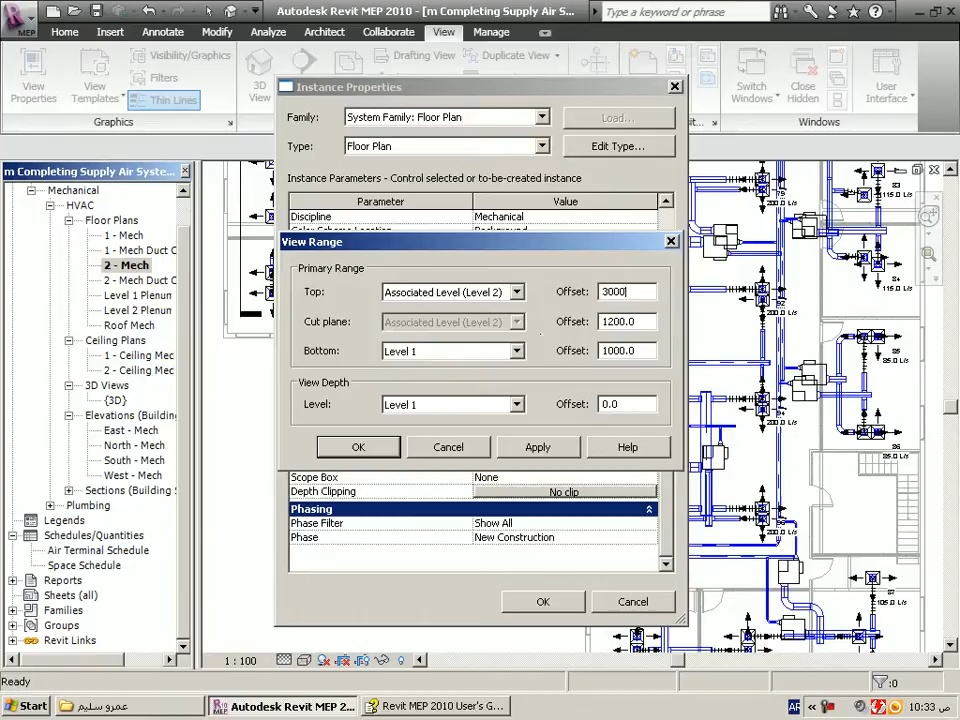 Autodesk Revit MEP 2010 - [m Completing Supply Air S...
Type a keyword or phrase
MEP
Home
Insert
Annotate
Modify
Analyze
Architect
Collaborate
View
Manage
View Properties
View Templates
Visibility/Graphics
Filters
Thin Lines
3D View
Drafting View
Duplicate View
Switch Windows
Close Hidden
User Interface
Graphics
Windows
m Completing Supply Air Syste...
Mechanical
HVAC
Floor Plans
1 - Mech
1 - Mech Duct C
2 - Mech
2 - Mech Duct C
Level 1 Plenum
Level 2 Plenum
Roof Mech
Ceiling Plans
1 - Ceiling Mec
2 - Ceiling Mec
3D Views
{3D}
Elevations (Building
East - Mech
North - Mech
South - Mech
West - Mech
Sections (Building
Plumbing
Legends
Schedules/Quantities
Air Terminal Schedule
Space Schedule
Reports
Sheets (all)
Families
Groups
Revit Links
Instance Properties
Family:
System Family: Floor Plan
Load...
Type:
Floor Plan
Edit Type...
Instance Parameters - Control selected or to-be-created instance
Parameter
Value
Discipline
Mechanical
View Range
Primary Range
Top:
Associated Level (Level 2)
Offset:
3000
Cut plane:
Associated Level (Level 2)
Offset:
1200.0
Bottom:
Level 1
Offset:
1000.0
View Depth
Level:
Level 1
Offset:
0.0
OK
Cancel
Apply
Help
Scope Box
None
Depth Clipping
No clip
Phasing
Phase Filter
Show All
Phase
New Construction
OK
Cancel
1 : 100
Ready
:0
Start
عمرو سليم
Autodesk Revit MEP 2...
Revit MEP 2010 User's G...
AR
10:33 ص